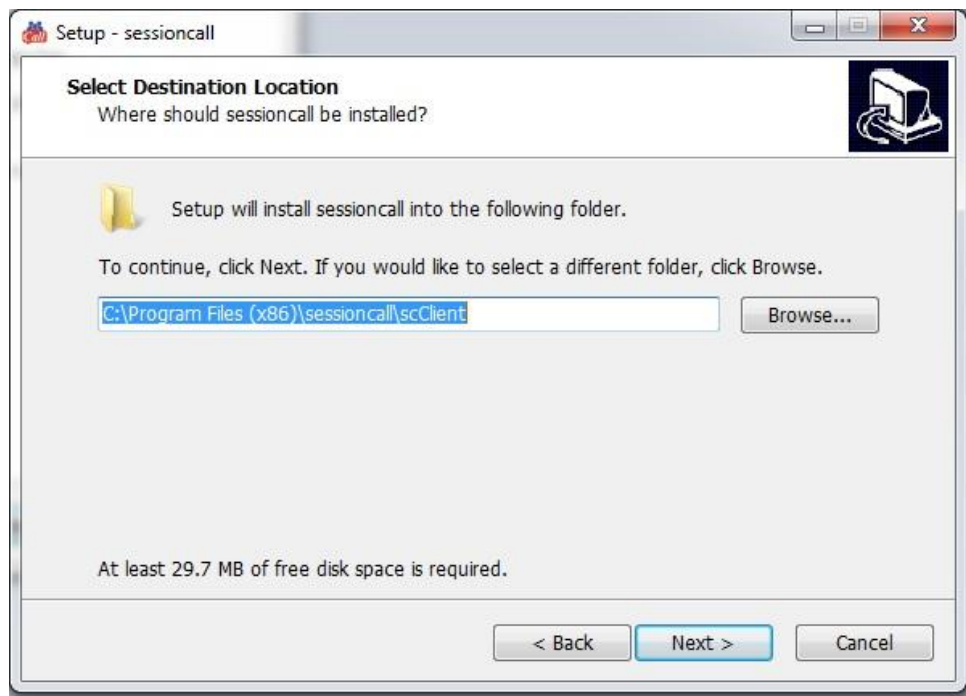 Setup - sessioncall
Select Destination Location
Where should sessioncall be installed?
Setup will install sessioncall into the following folder.
To continue, click Next. If you would like to select a different folder, click Browse.
C:\Program Files (x86)\sessioncall\scClient
Browse...
At least 29.7 MB of free disk space is required.
< Back
Next >
Cancel